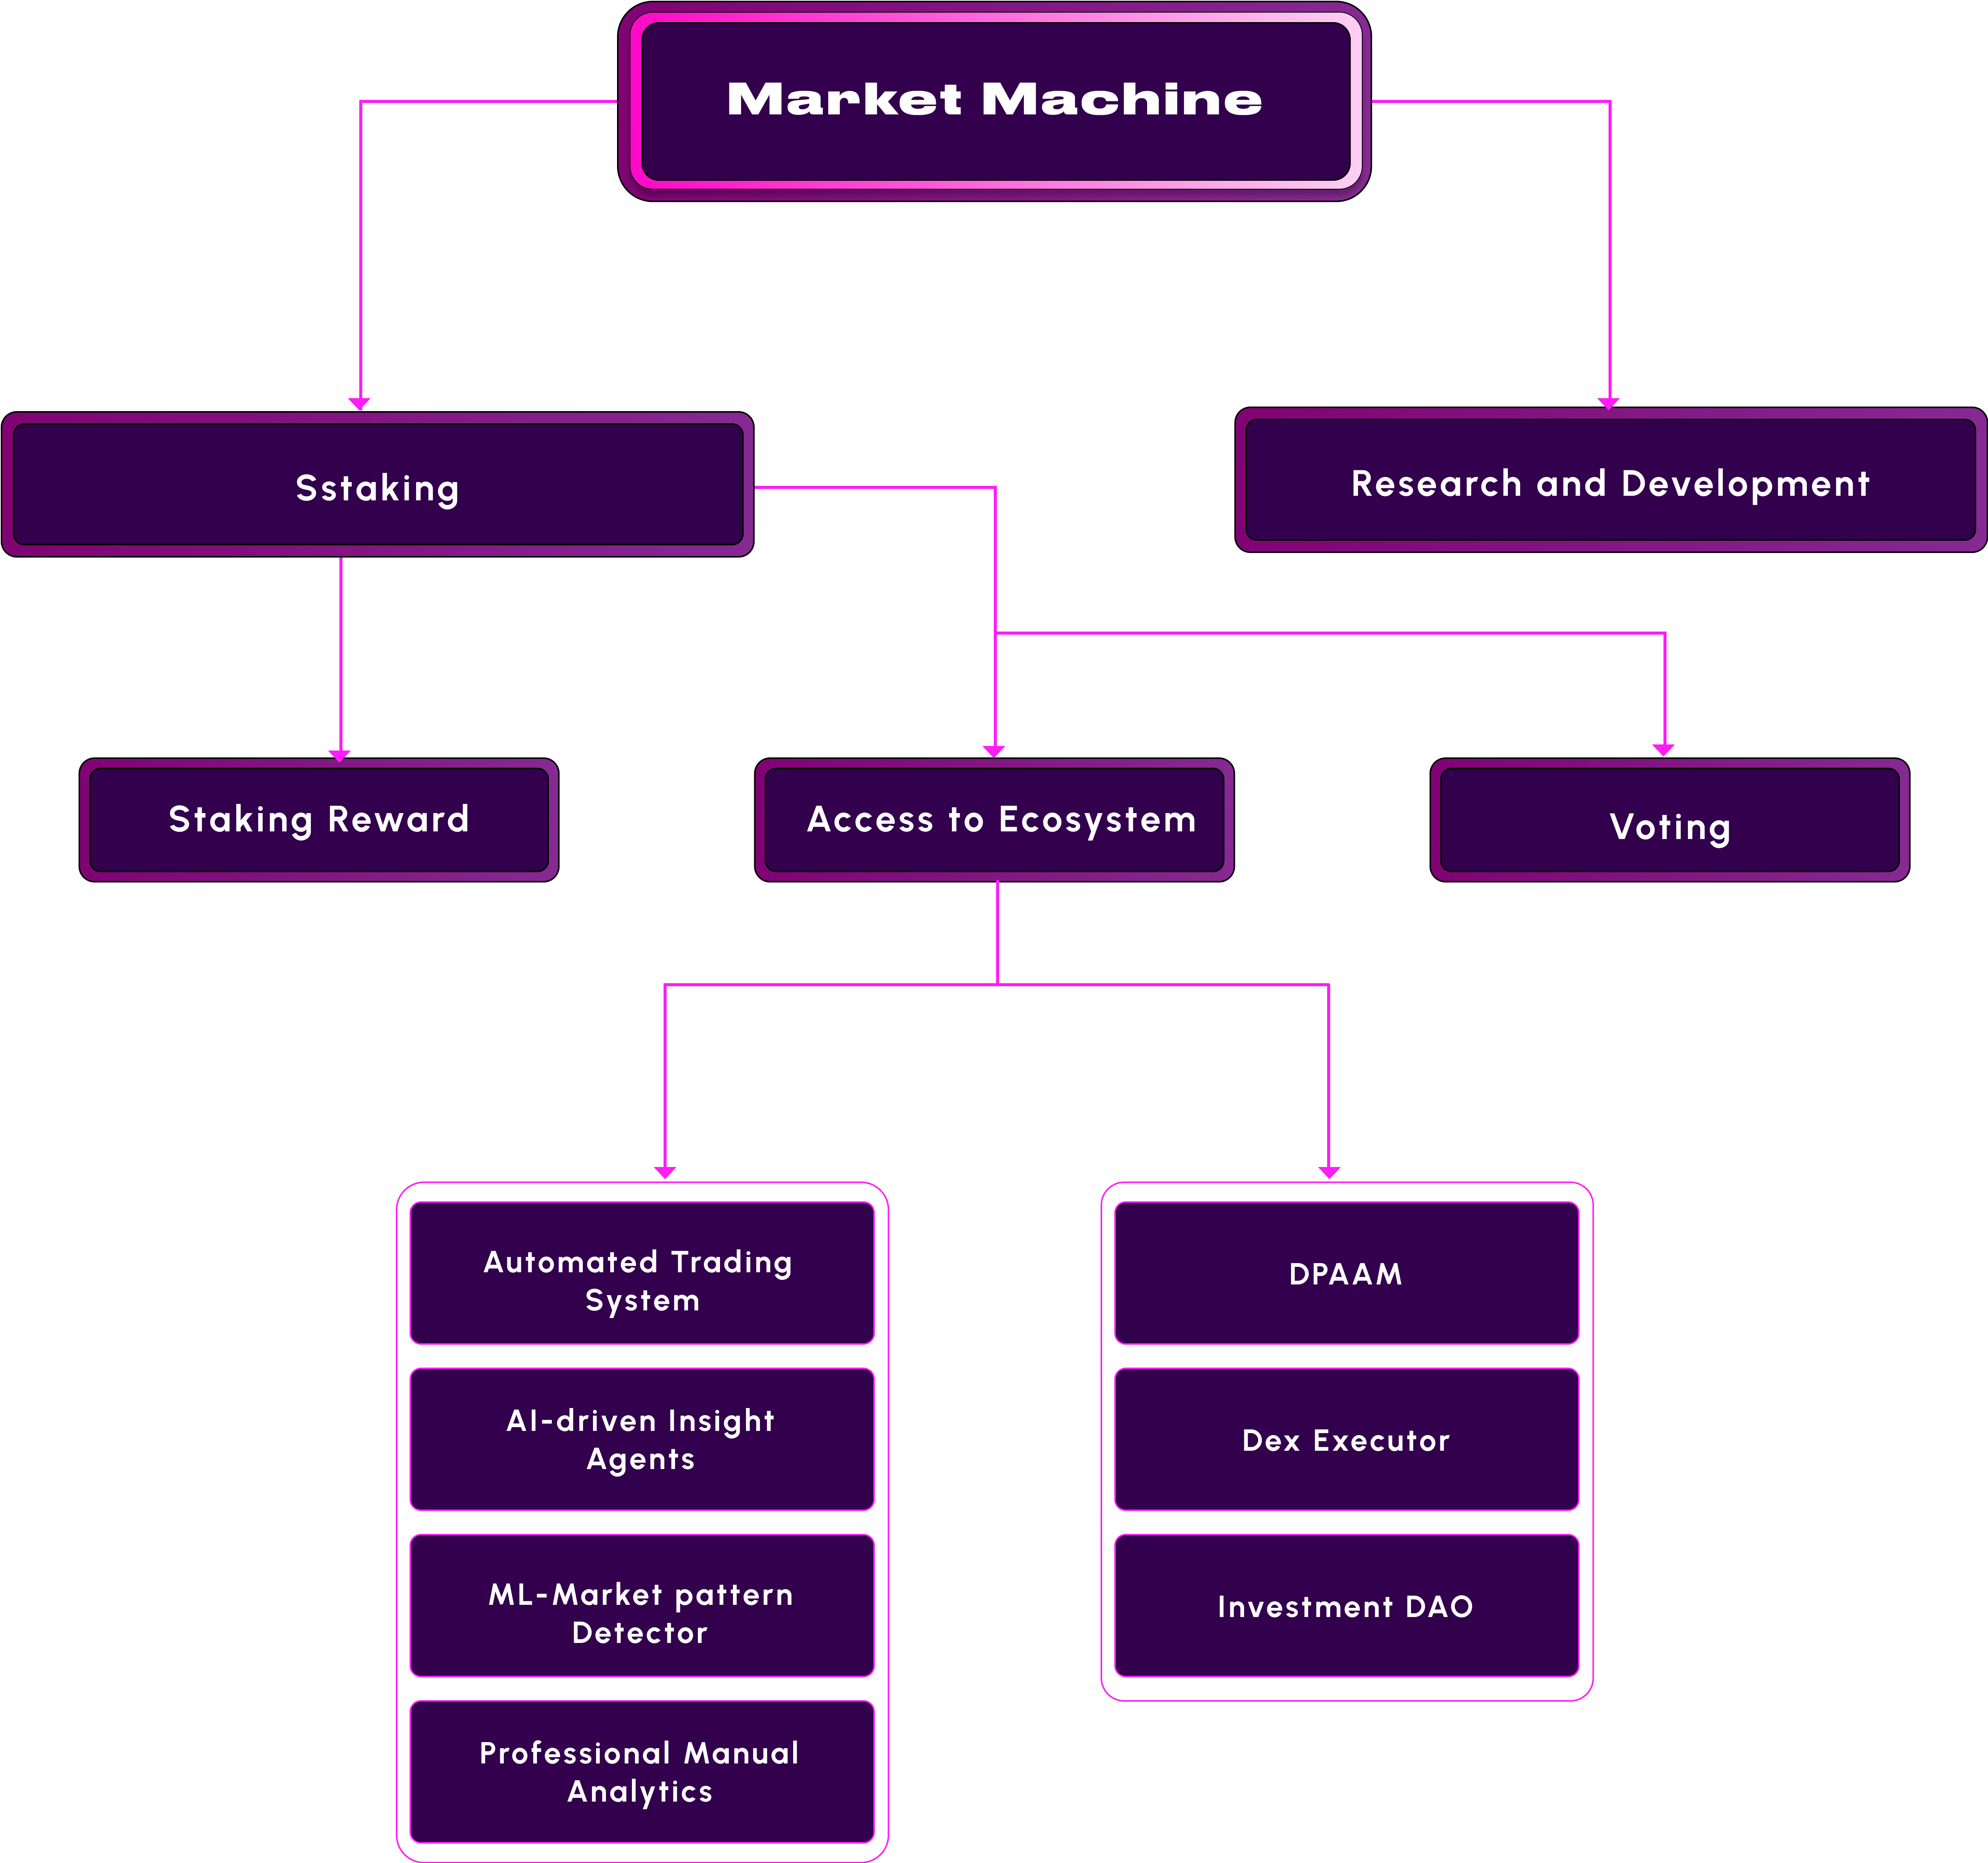 Market Machine
Sstaking
Research and Development
Staking Reward
Access to Ecosystem
Voting
Automated Trading
System
AI-driven Insight
Agents
ML-Market pattern
Detector
Professional Manual
Analytics
DPAAM
Dex Executor
Investment DAO